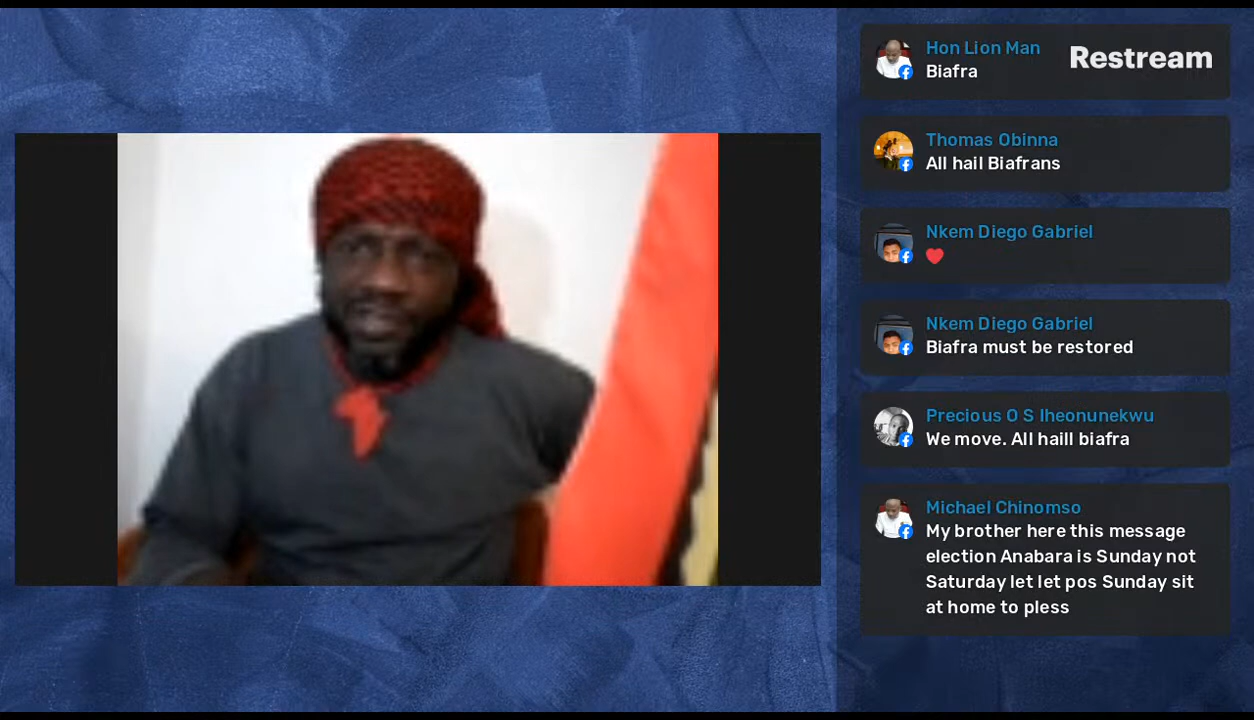 Hon Lion Man
Restream
Biafra
Thomas Obinna
All hail Biafrans
Nkem Diego Gabriel
❤️
Nkem Diego Gabriel
Biafra must be restored
Precious O S Iheonunekwu
We move. All haill biafra
Michael Chinomso
My brother here this message
election Anabara is Sunday not
Saturday let let pos Sunday sit
at home to pless